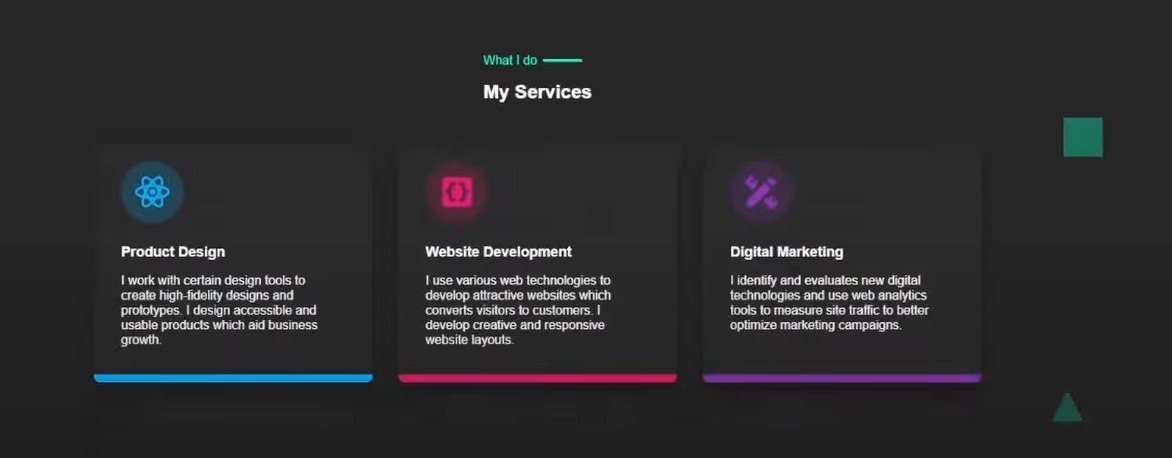 What I do
My Services
Product Design
I work with certain design tools to
create high-fidelity designs and
prototypes. I design accessible and
usable products which aid business
growth.
Website Development
I use various web technologies to
develop attractive websites which
converts visitors to customers. I
develop creative and responsive
website layouts.
Digital Marketing
I identify and evaluates new digital
technologies and use web analytics
tools to measure site traffic to better
optimize marketing campaigns.